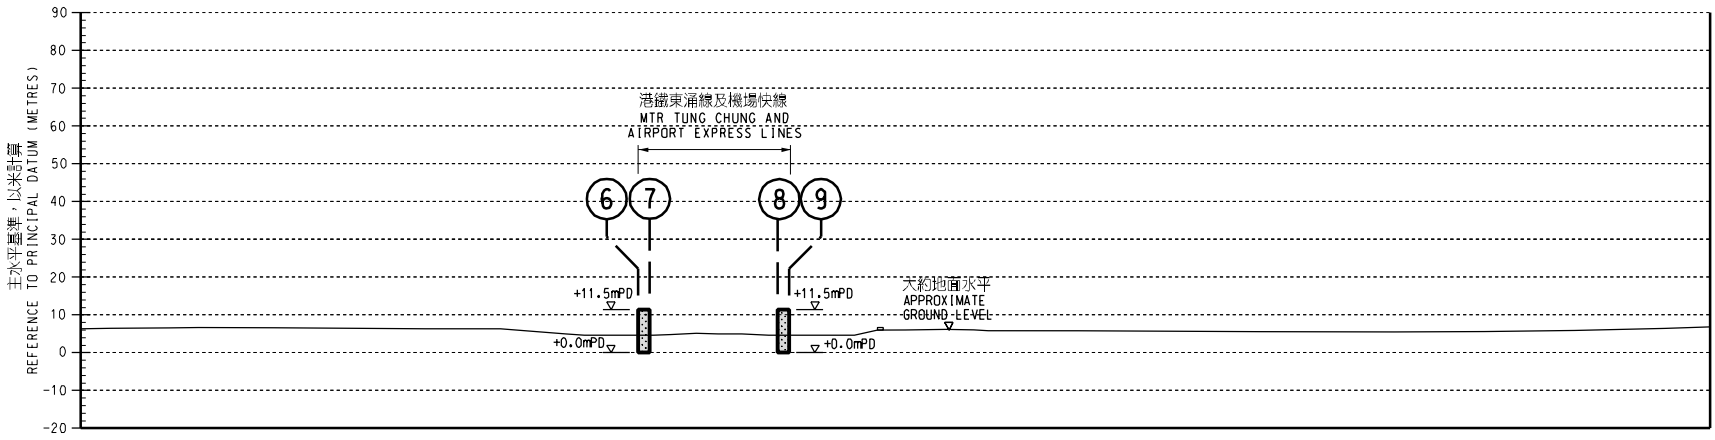 主水平基準，以米計算
REFERENCE TO PRINCIPAL DATUM (METRES)
90
80
70
60
50
40
30
20
10
0
-10
-20
港鐵東涌線及機場快線
MTR TUNG CHUNG AND
AIRPORT EXPRESS LINES
6
7
8
9
+11.5mPD
+11.5mPD
+0.0mPD
+0.0mPD
大約地面水平
APPROXIMATE
GROUND LEVEL